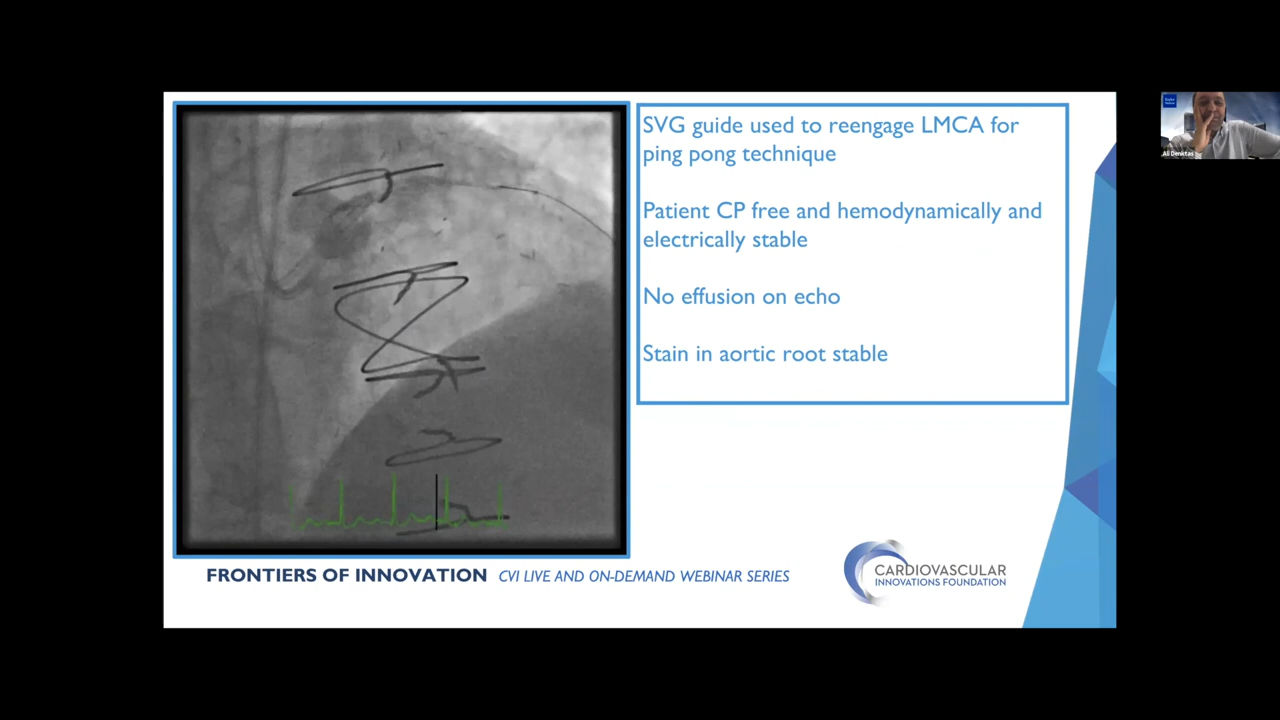 SVG guide used to reengage LMCA for
ping pong technique
Patient CP free and hemodynamically and
electrically stable
No effusion on echo
Stain in aortic root stable
FRONTIERS OF INNOVATION CVI LIVE AND ON-DEMAND WEBINAR SERIES
CARDIOVASCULAR
INNOVATIONS FOUNDATION
Ali Denktas